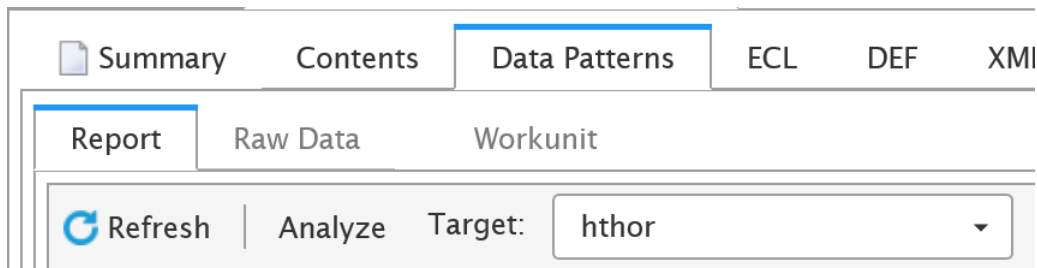 Summary Contents Data Patterns ECL DEF
Report Raw Data Workunit
Refresh Analyze Target: hthor